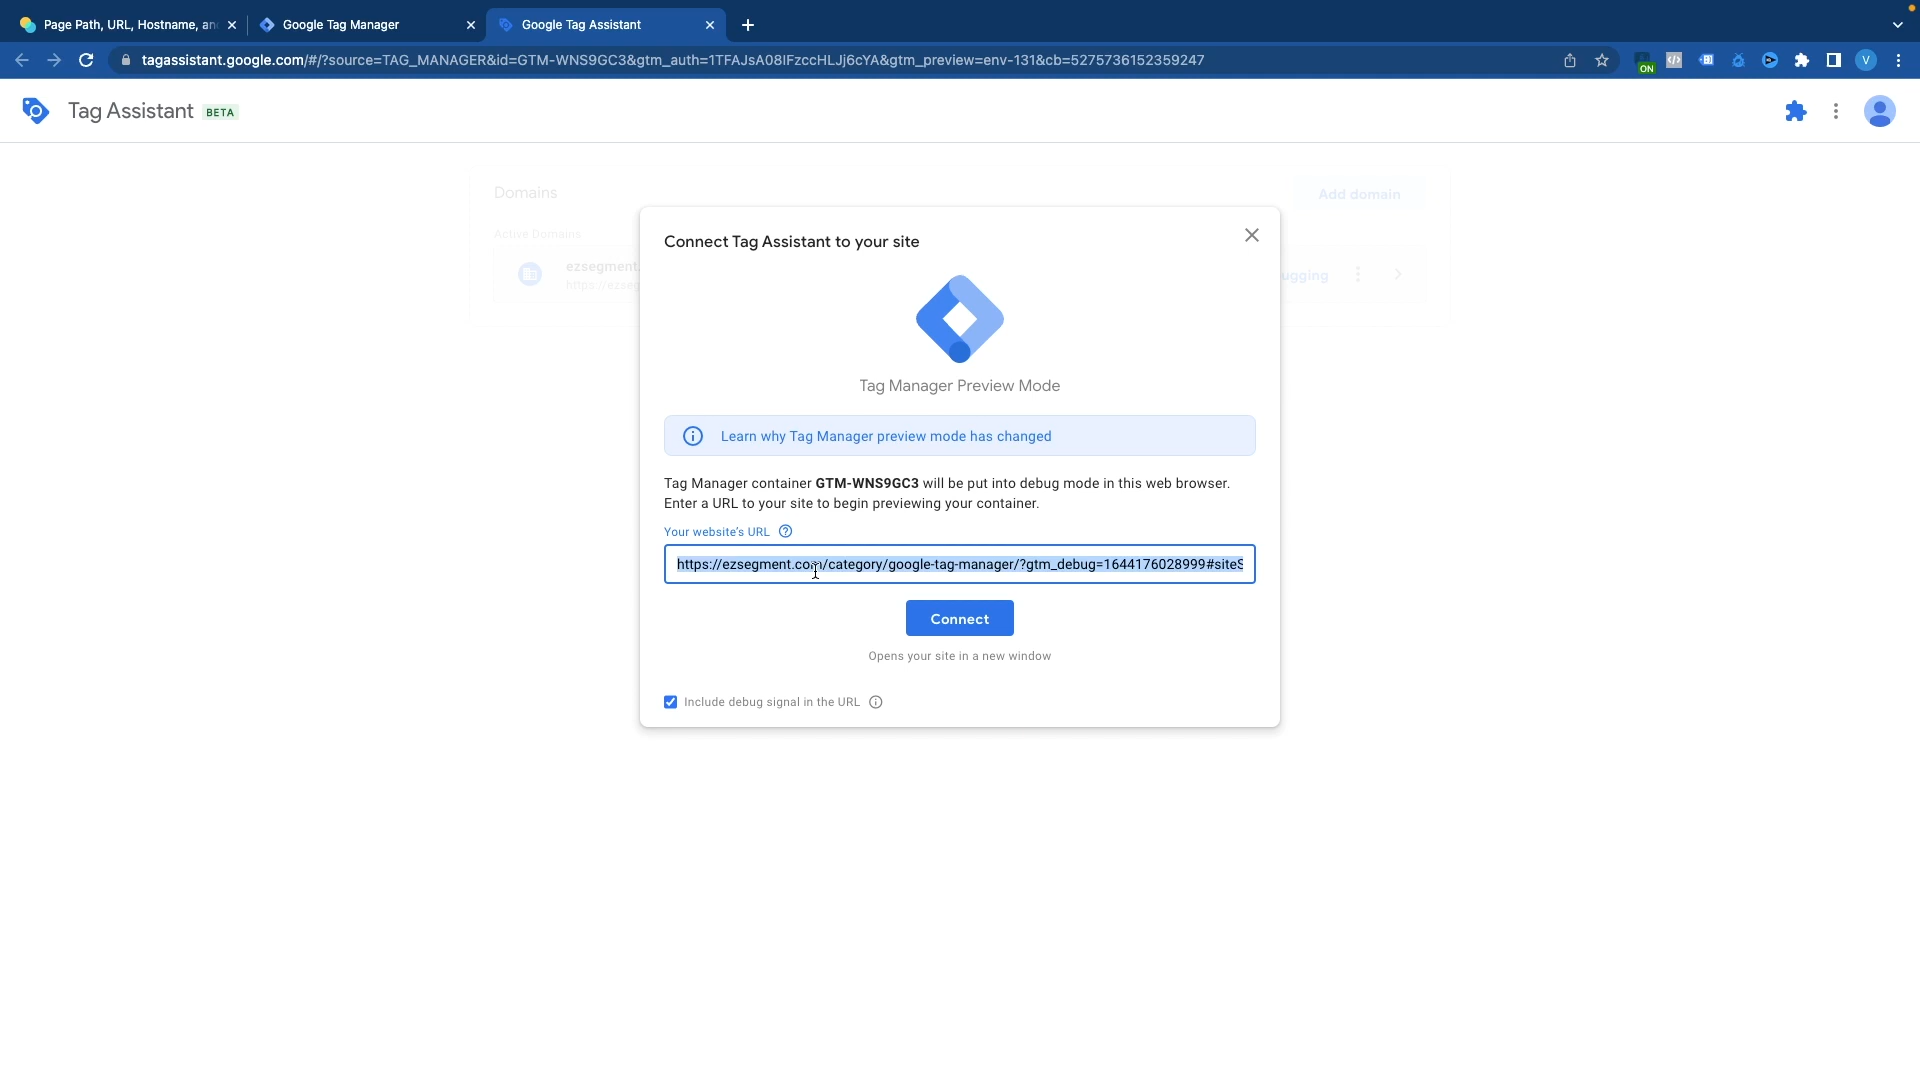 Page Path, URL, Hostname, an
Google Tag Manager
Google Tag Assistant
tagassistant.google.com/#/?source=TAG_MANAGER&id=GTM-WNS9GC3&gtm_auth=1TFAJsA08IFzccHLJj6cYA&gtm_preview=env-131&cb=5275736152359247
ON
V
Tag Assistant BETA
Domains
Add domain
Active Domains
ezsegment.
https://ezseg
ugging
Connect Tag Assistant to your site
Tag Manager Preview Mode
Learn why Tag Manager preview mode has changed
Tag Manager container GTM-WNS9GC3 will be put into debug mode in this web browser.
Enter a URL to your site to begin previewing your container.
Your website's URL
https://ezsegment.com/category/google-tag-manager/?gtm_debug=1644176028999#siteS
Connect
Opens your site in a new window
Include debug signal in the URL